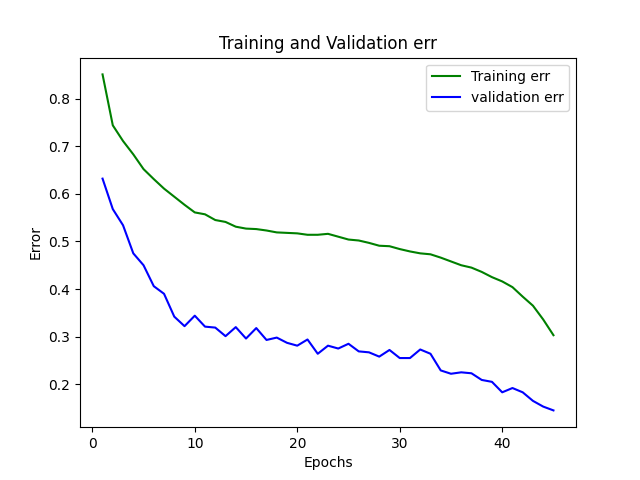 Training and Validation err
Training err
validation err
0.8
0.7
0.6
0.5
0.4
0.3
0.2
Error
0 10 20 30 40
Epochs